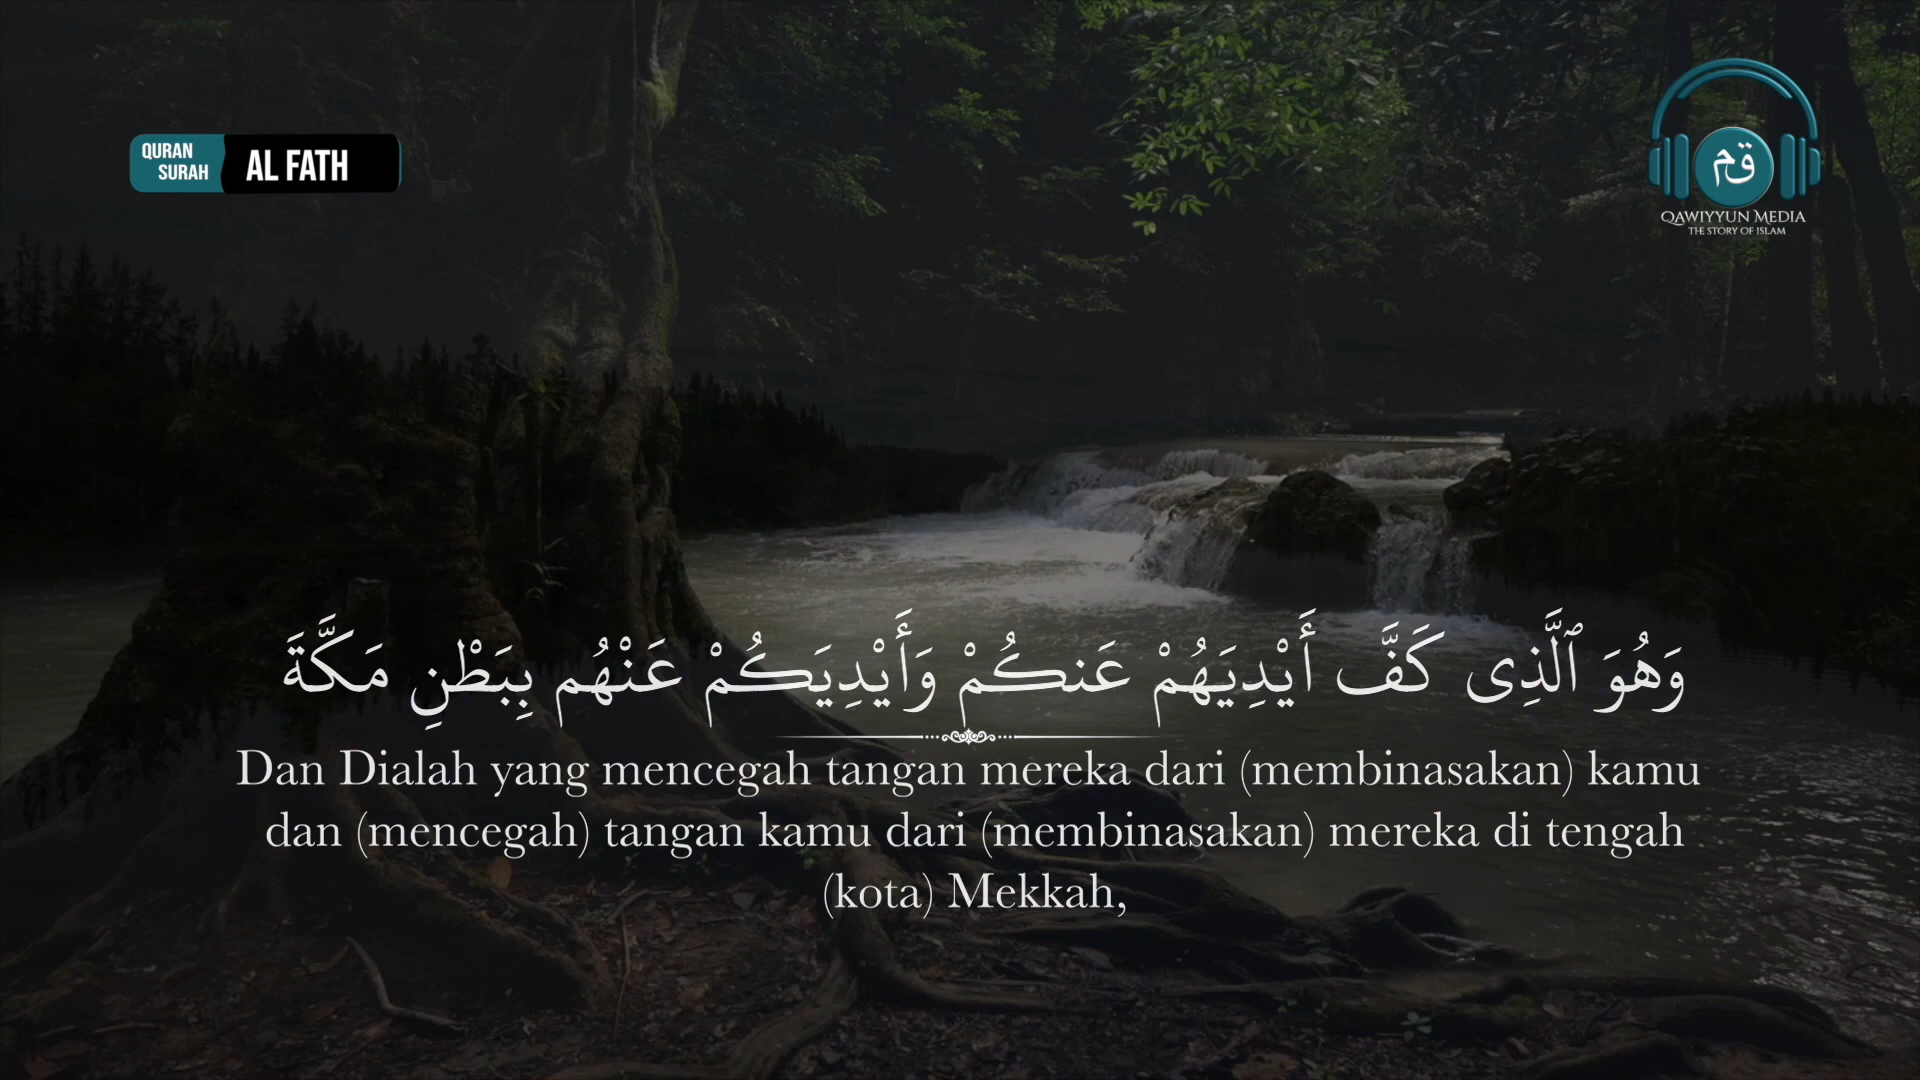 QURAN
SURAH
AL FATH
قم
QAWIYYUN MEDIA
THE STORY OF ISLAM
وَهُوَ ٱلَّذِى كَفَّ أَيْدِيَهُمْ عَنكُمْ وَأَيْدِيَكُمْ عَنْهُم بِبَطْنِ مَكَّةَ
Dan Dialah yang mencegah tangan mereka dari (membinasakan) kamu
dan (mencegah) tangan kamu dari (membinasakan) mereka di tengah
(kota) Mekkah,